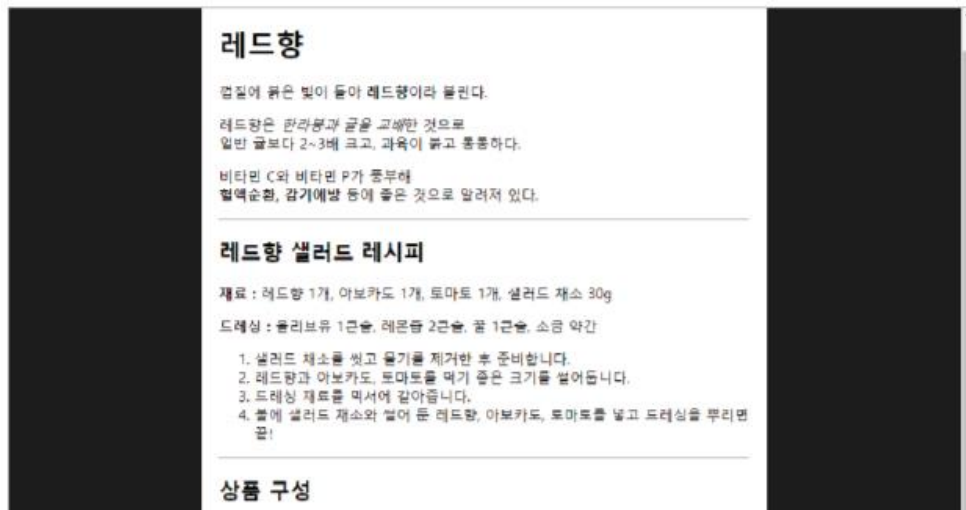 레드향
껍질에 붉은 빛이 돌아 레드향이라 불린다.
레드향은 한라봉과 귤을 교배한 것으로
일반 귤보다 2~3배 크고, 과육이 붉고 통통하다.
비타민 C와 비타민 P가 풍부해
혈액순환, 감기예방 등에 좋은 것으로 알려져 있다.
레드향 샐러드 레시피
재료 : 레드향 1개, 아보카도 1개, 토마토 1개, 샐러드 채소 30g
드레싱 : 올리브유 1큰술, 레몬즙 2큰술, 꿀 1큰술, 소금 약간
1. 샐러드 채소를 씻고 물기를 제거한 후 준비합니다.
2. 레드향과 아보카도, 토마토를 먹기 좋은 크기를 썰어둡니다.
3. 드레싱 재료를 믹서에 갈아줍니다.
4. 볼에 샐러드 채소와 썰어 둔 레드향, 아보카도, 토마토를 넣고 드레싱을 뿌리면
끝!
상품 구성